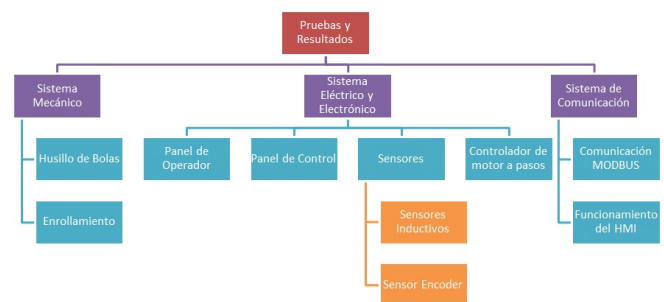 Pruebas y
Resultados
Sistema
Mecánico
Sistema
Eléctrico y
Electrónico
Sistema de
Comunicación
Husillo de Bolas
Panel de
Operador
Panel de Control
Sensores
Controlador de
motor a pasos
Comunicación
MODBUS
Enrollamiento
Sensores
Inductivos
Funcionamiento
del HMI
Sensor Encoder